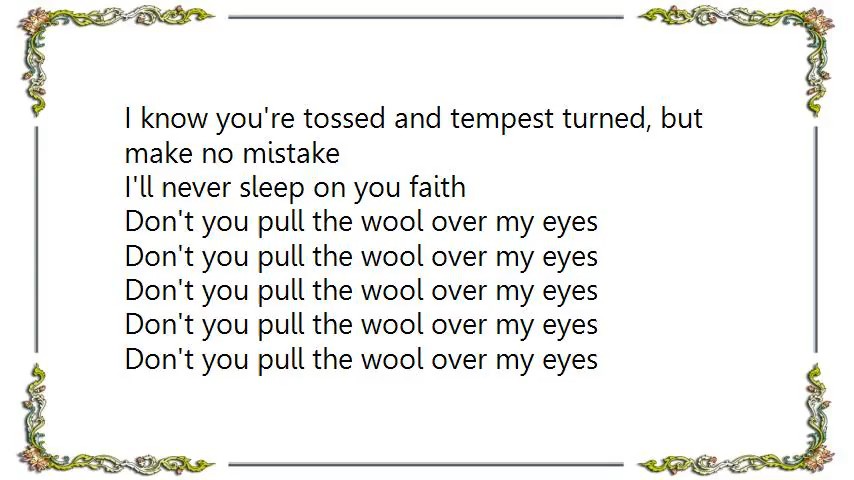 I know you're tossed and tempest turned, but
make no mistake
I'll never sleep on you faith
Don't you pull the wool over my eyes
Don't you pull the wool over my eyes
Don't you pull the wool over my eyes
Don't you pull the wool over my eyes
Don't you pull the wool over my eyes